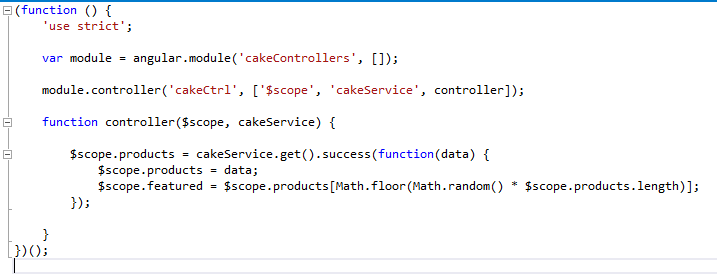 (function () {
    'use strict';
    var module = angular.module('cakeControllers', []);
    module.controller('cakeCtrl', ['$scope', 'cakeService', controller]);
    function controller($scope, cakeService) {
        $scope.products = cakeService.get().success(function(data) {
            $scope.products = data;
            $scope.featured = $scope.products[Math.floor(Math.random() * $scope.products.length)];
        });
    }
})();